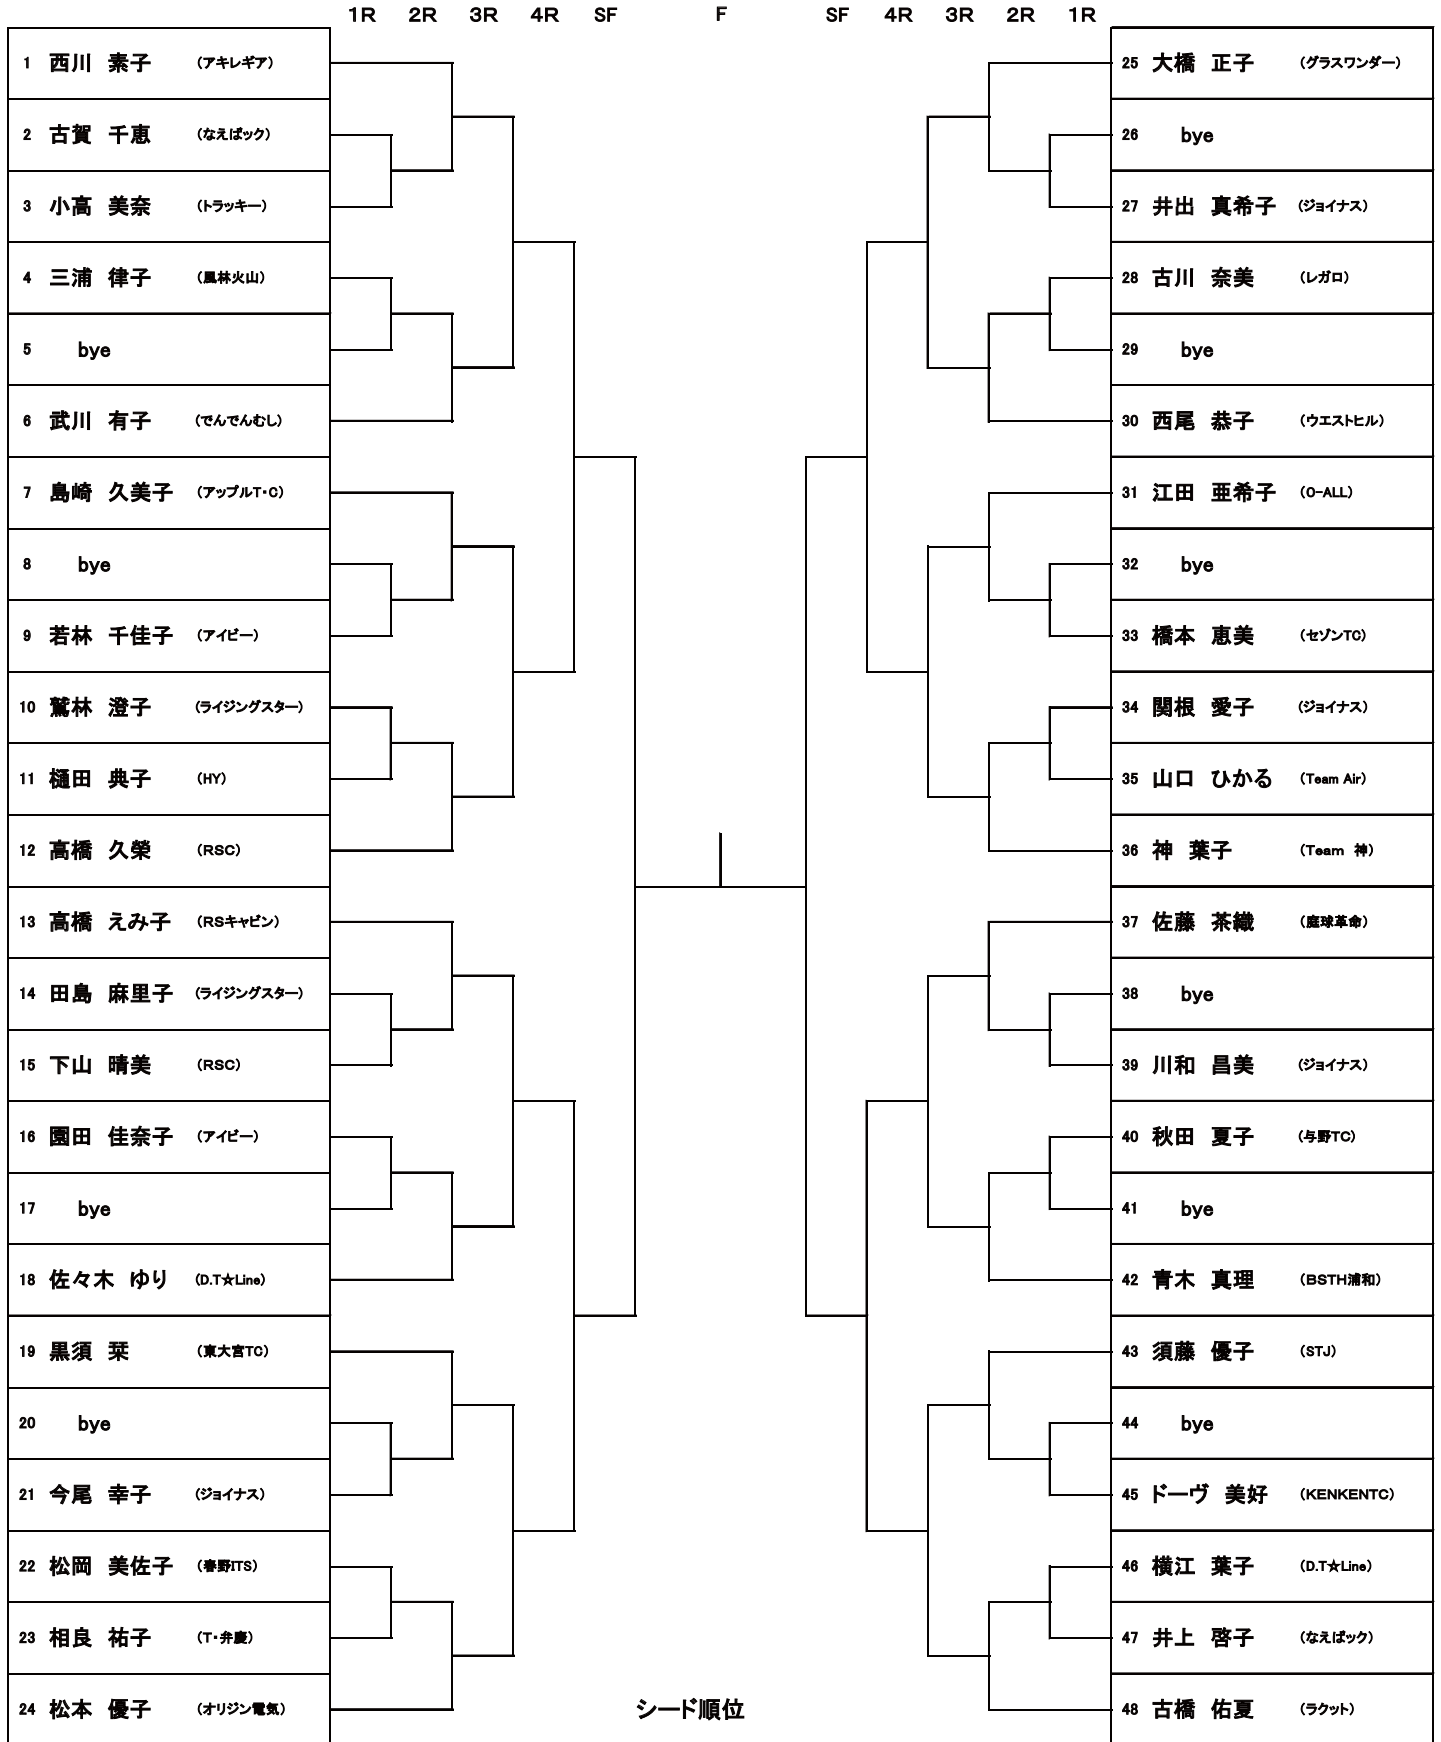 1R 2R 3R 4R SF F SF 4R 3R 2R 1R
1 西川 素子 (アキレギア)
2 古賀 千恵 (なえぱック)
3 小高 美奈 (トラッキー)
4 三浦 律子 (風林火山)
5 bye
6 武川 有子 (でんでんむし)
7 島崎 久美子 (アップルT・C)
8 bye
9 若林 千佳子 (アイビー)
10 鷲林 澄子 (ライジングスター)
11 樋田 典子 (HY)
12 高橋 久榮 (RSC)
13 高橋 えみ子 (RSキャビン)
14 田島 麻里子 (ライジングスター)
15 下山 晴美 (RSC)
16 園田 佳奈子 (アイビー)
17 bye
18 佐々木 ゆり (D.T☆Line)
19 黒須 栞 (東大宮TC)
20 bye
21 今尾 幸子 (ジョイナス)
22 松岡 美佐子 (春野ITS)
23 相良 祐子 (T・弁慶)
24 松本 優子 (オリジン電気)
シード順位
25 大橋 正子 (グラスワンダー)
26 bye
27 井出 真希子 (ジョイナス)
28 古川 奈美 (レガロ)
29 bye
30 西尾 恭子 (ウエストヒル)
31 江田 亜希子 (O-ALL)
32 bye
33 橋本 恵美 (セゾンTC)
34 関根 愛子 (ジョイナス)
35 山口 ひかる (Team Air)
36 神 葉子 (Team 神)
37 佐藤 茶織 (庭球革命)
38 bye
39 川和 昌美 (ジョイナス)
40 秋田 夏子 (与野TC)
41 bye
42 青木 真理 (BSTH浦和)
43 須藤 優子 (STJ)
44 bye
45 ドーヴ 美好 (KENKENTC)
46 横江 葉子 (D.T☆Line)
47 井上 啓子 (なえぱック)
48 古橋 佑夏 (ラクット)